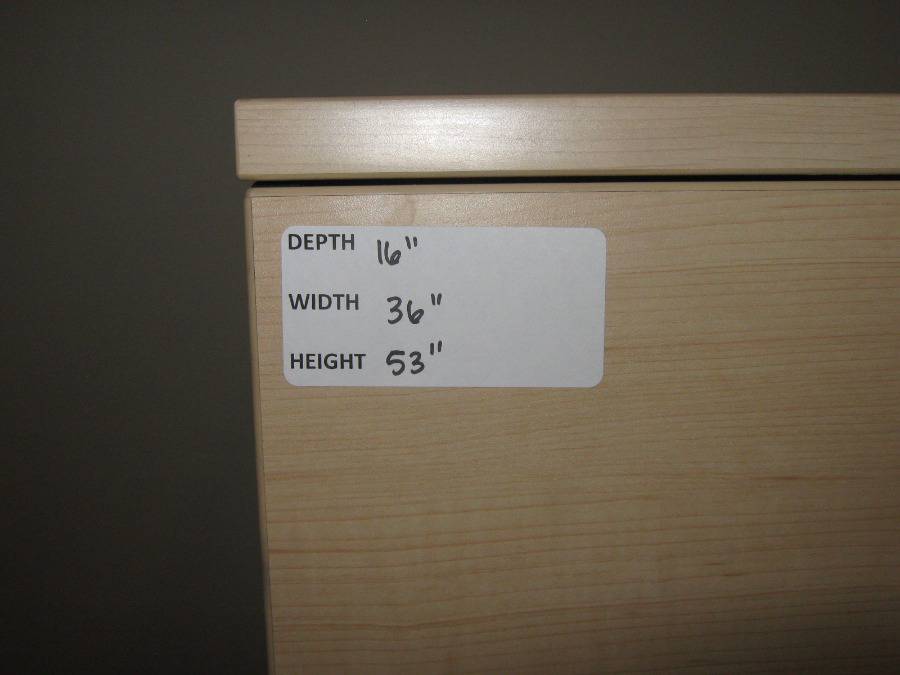 DEPTH 16"
WIDTH 36"
HEIGHT 53"